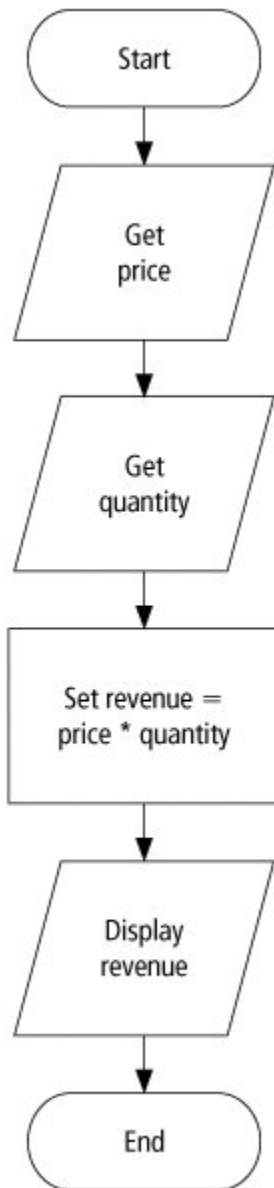 Start
Get
price
Get
quantity
Set revenue =
price * quantity
Display
revenue
End